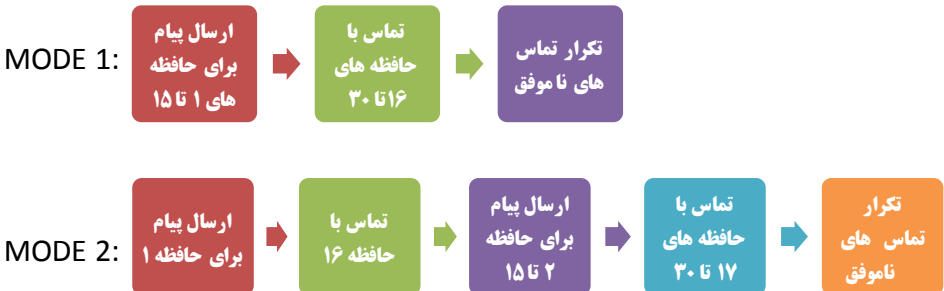 MODE 1:
ارسال پیام
برای حافظه
های ۱ تا ۱۵
تماس با
حافظه های
۱۶تا ۳۰
تکرار تماس
های نا موفق
MODE 2:
ارسال پیام
برای حافظه ۱
تماس با
حافظه ۱۶
ارسال پیام
برای حافظه
۲ تا ۱۵
تماس با
حافظه های
۱۷ تا ۳۰
تکرار
تماس های
ناموفق